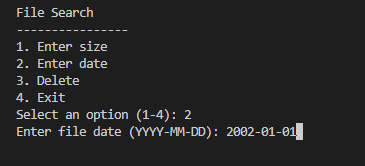 File Search
----------------
1. Enter size
2. Enter date
3. Delete
4. Exit
Select an option (1-4): 2
Enter file date (YYYY-MM-DD): 2002-01-01